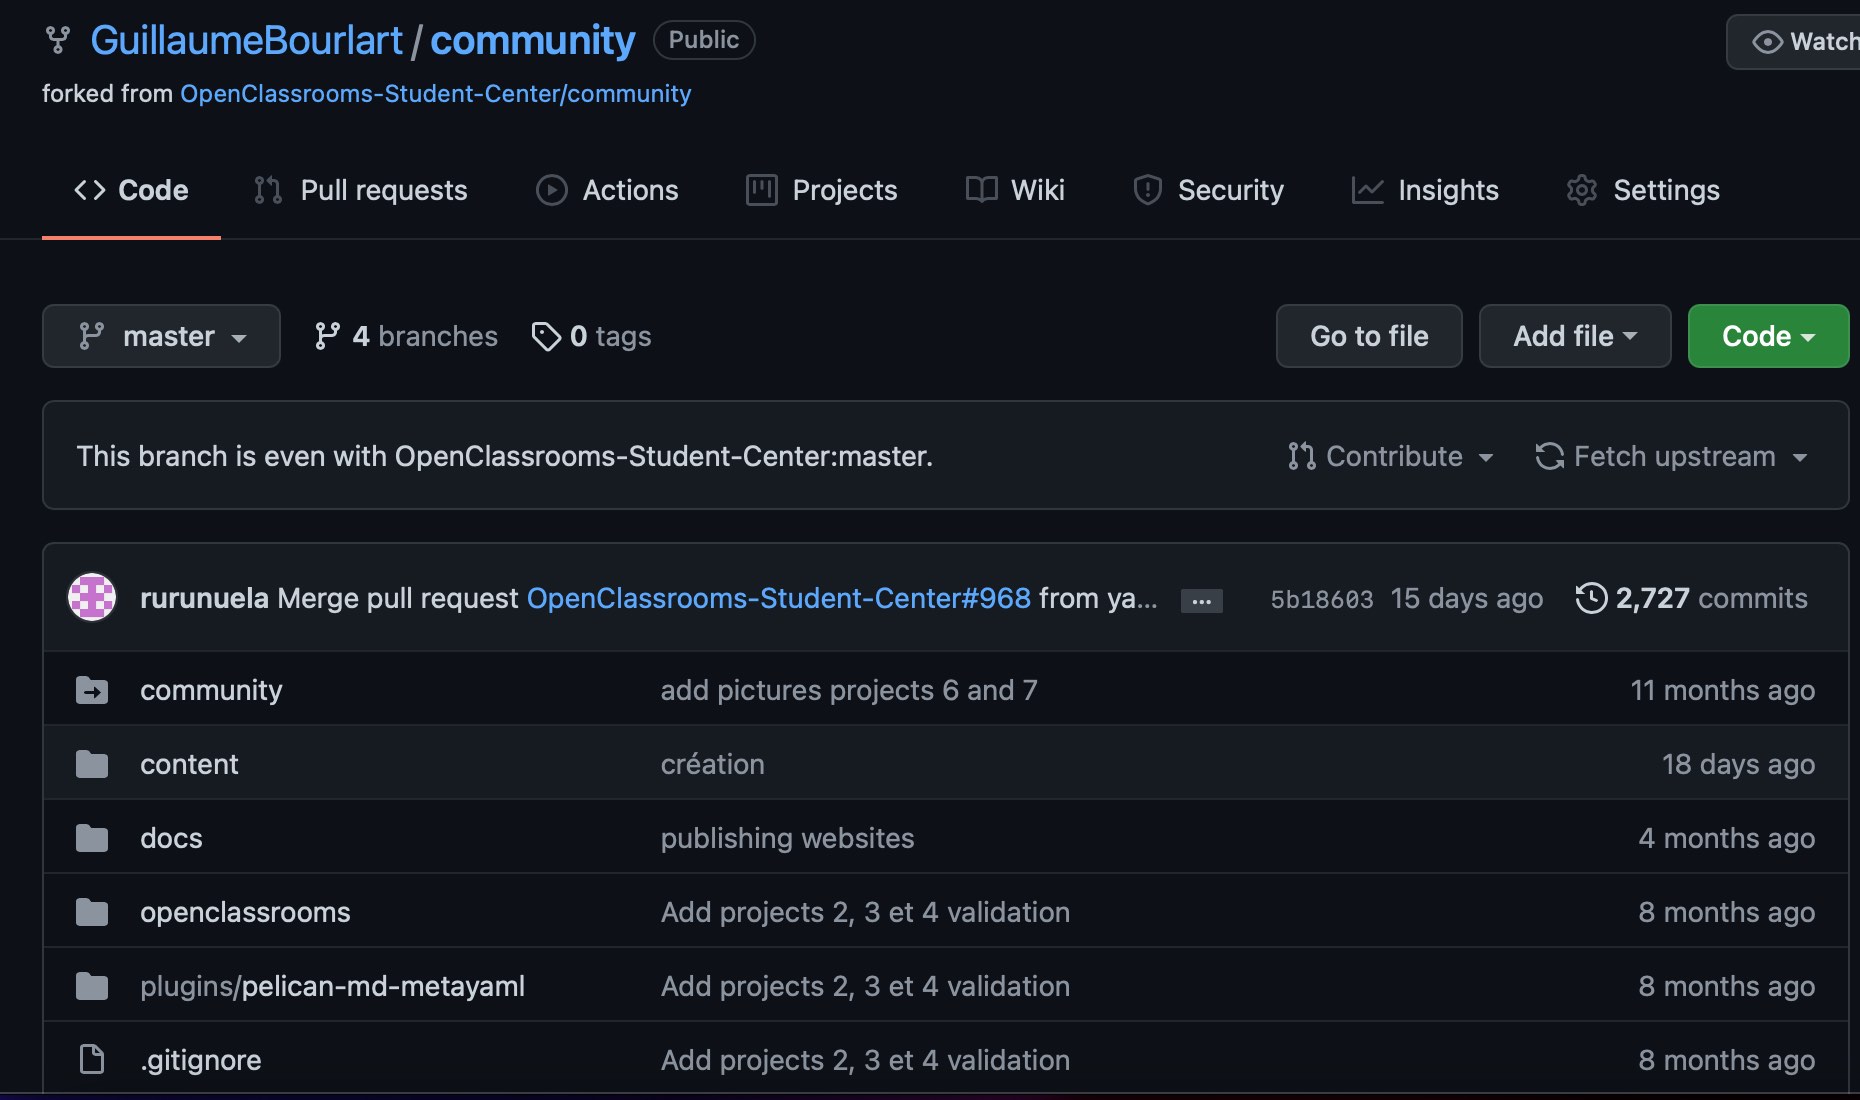 GuillaumeBourlart / community Public Watch
forked from OpenClassrooms-Student-Center/community
Code Pull requests Actions Projects Wiki Security Insights Settings
master 4 branches 0 tags Go to file Add file Code
This branch is even with OpenClassrooms-Student-Center:master. Contribute Fetch upstream
rurunuela Merge pull request OpenClassrooms-Student-Center#968 from ya... ... 5b18603 15 days ago 2,727 commits
community add pictures projects 6 and 7 11 months ago
content création 18 days ago
docs publishing websites 4 months ago
openclassrooms Add projects 2, 3 et 4 validation 8 months ago
plugins/pelican-md-metayaml Add projects 2, 3 et 4 validation 8 months ago
.gitignore Add projects 2, 3 et 4 validation 8 months ago